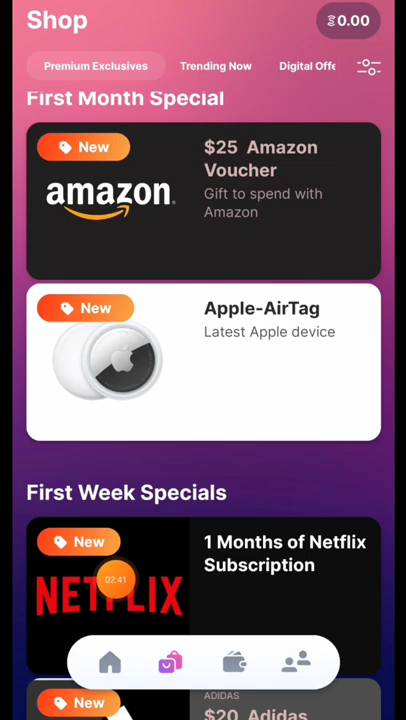 Shop
0.00
Premium Exclusives
Trending Now
Digital Offe
First Month Special
New
amazon
$25 Amazon
Voucher
Gift to spend with
Amazon
New
Apple-AirTag
Latest Apple device
First Week Specials
New
NETFLIX
02:41
1 Months of Netflix
Subscription
New
ADIDAS
$20 Adidas